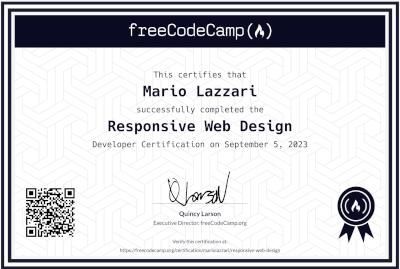 freeCodeCamp
This certifies that
Mario Lazzari
successfully completed the
Responsive Web Design
Developer Certification on September 5, 2023
Quincy Larson
Executive Director, freeCodeCamp.org
Verify this certification at:
https://freecodecamp.org/certification/mariolazzari/responsive-web-design